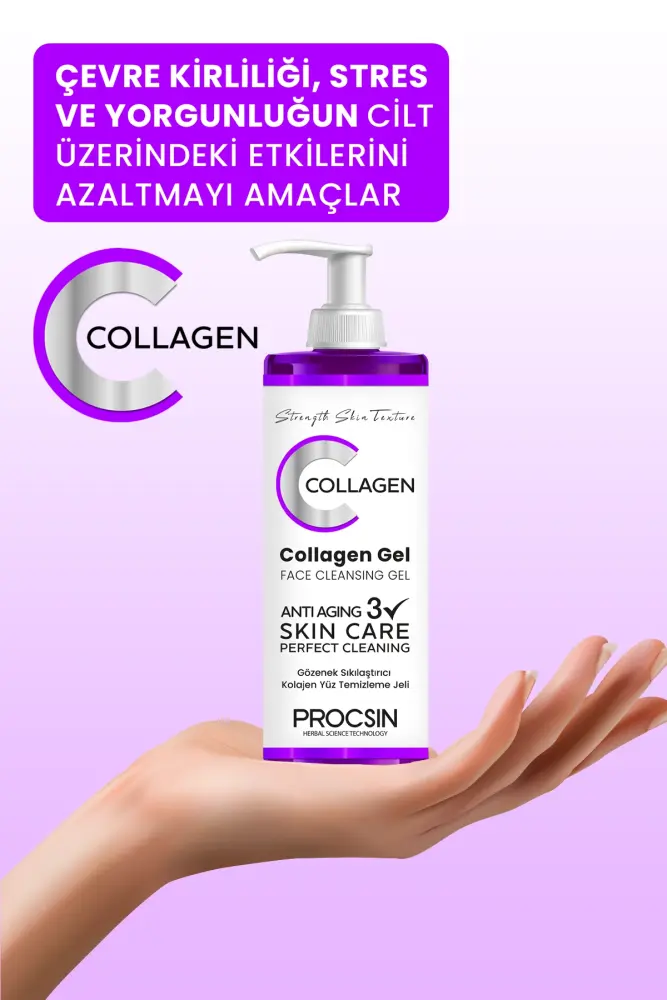 ÇEVRE KİRLİLİĞİ, STRES
VE YORGUNLUĞUN CİLT
ÜZERİNDEKİ ETKİLERİNİ
AZALTMAYI AMAÇLAR
COLLAGEN
Strength Skin Texture
COLLAGEN
Collagen Gel
FACE CLEANSING GEL
ANTI AGING 3✓
SKIN CARE
PERFECT CLEANING
Gözenek Sıkılaştırıcı
Kolajen Yüz Temizleme Jeli
PROCSIN
HERBAL SCIENCE TECHNOLOGY